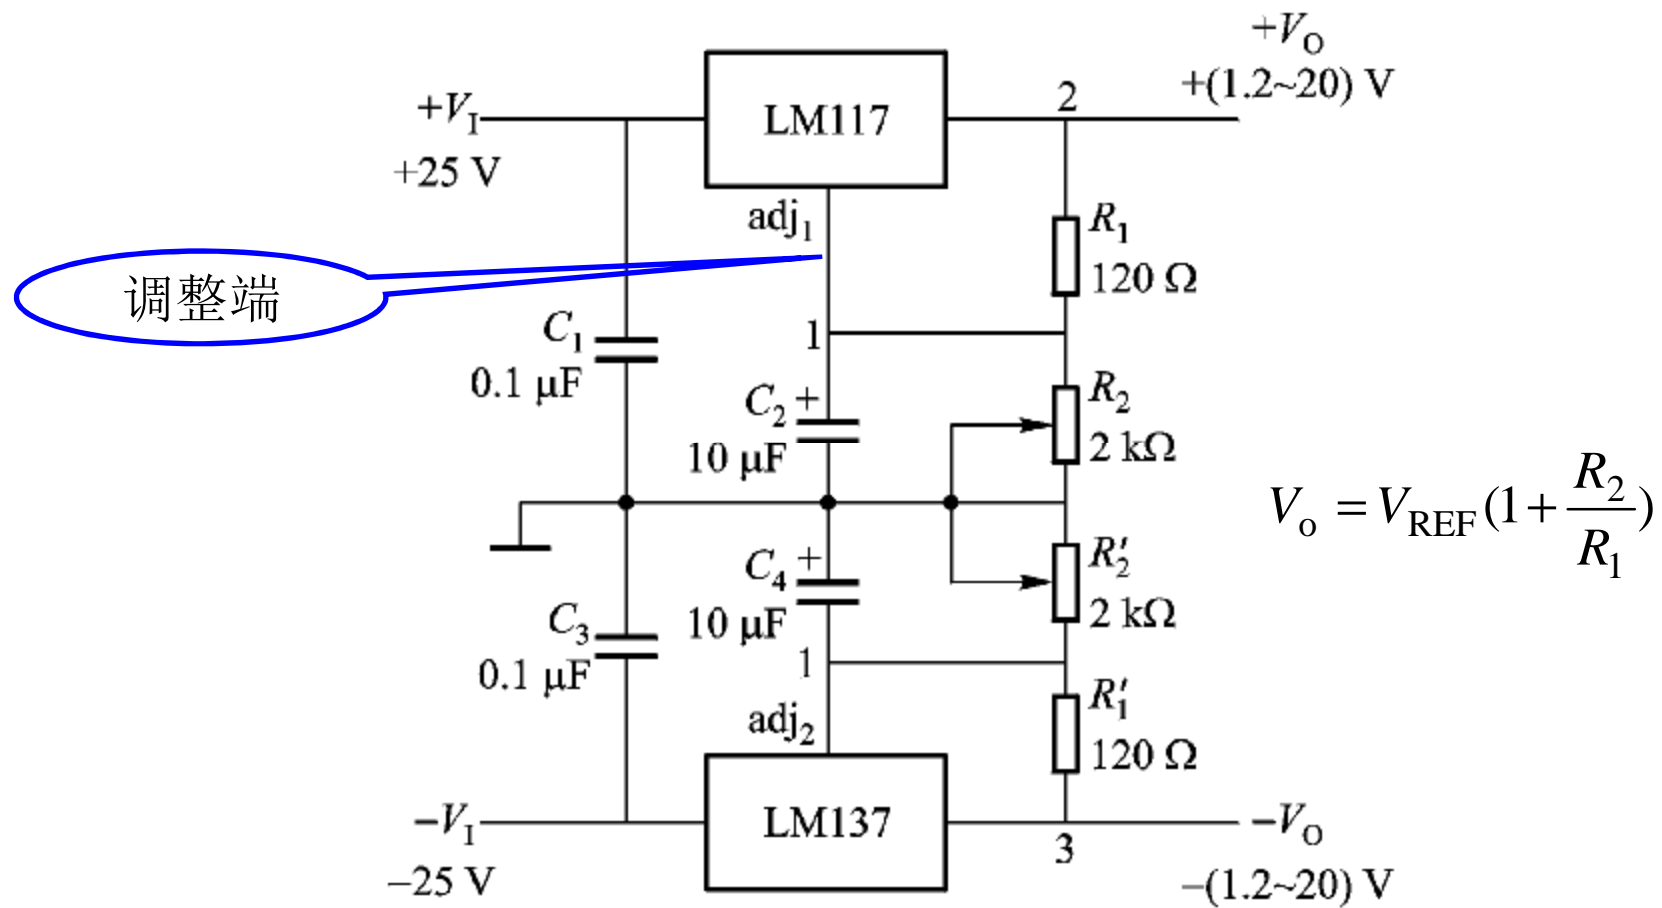 +V_O
+(1.2~20) V
+V_I
+25 V
LM117
2
adj_1
R_1
120 Ω
调整端
1
C_1
0.1 μF
C_2 +
10 μF
R_2
2 kΩ
V_o = V_REF (1 + R_2 / R_1)
C_4 +
10 μF
R_2′
2 kΩ
C_3
0.1 μF
1
adj_2
R_1′
120 Ω
−V_I
−25 V
LM137
3
−V_O
−(1.2~20) V